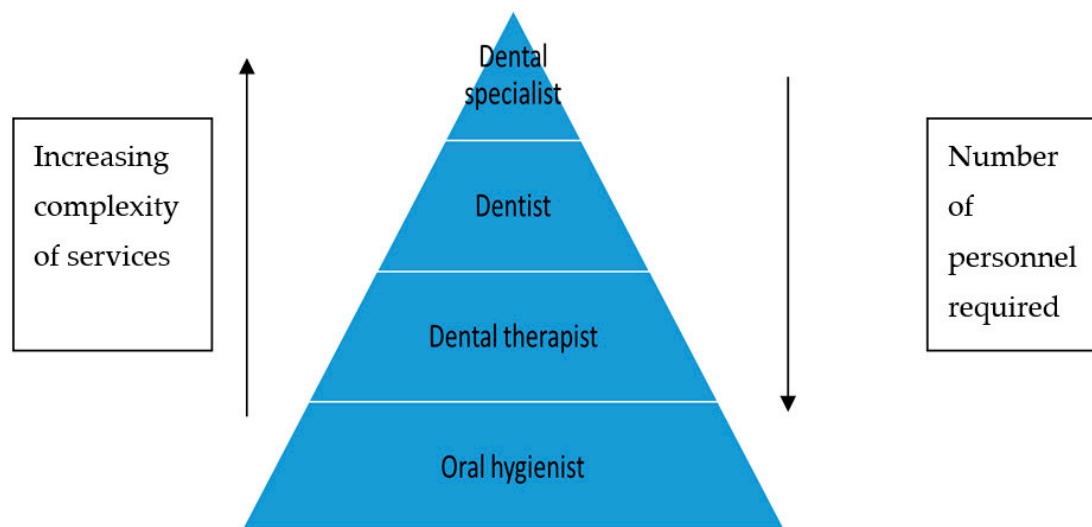 Dental
specialist
Dentist
Dental therapist
Oral hygienist
Increasing
complexity
of services
Number
of
personnel
required